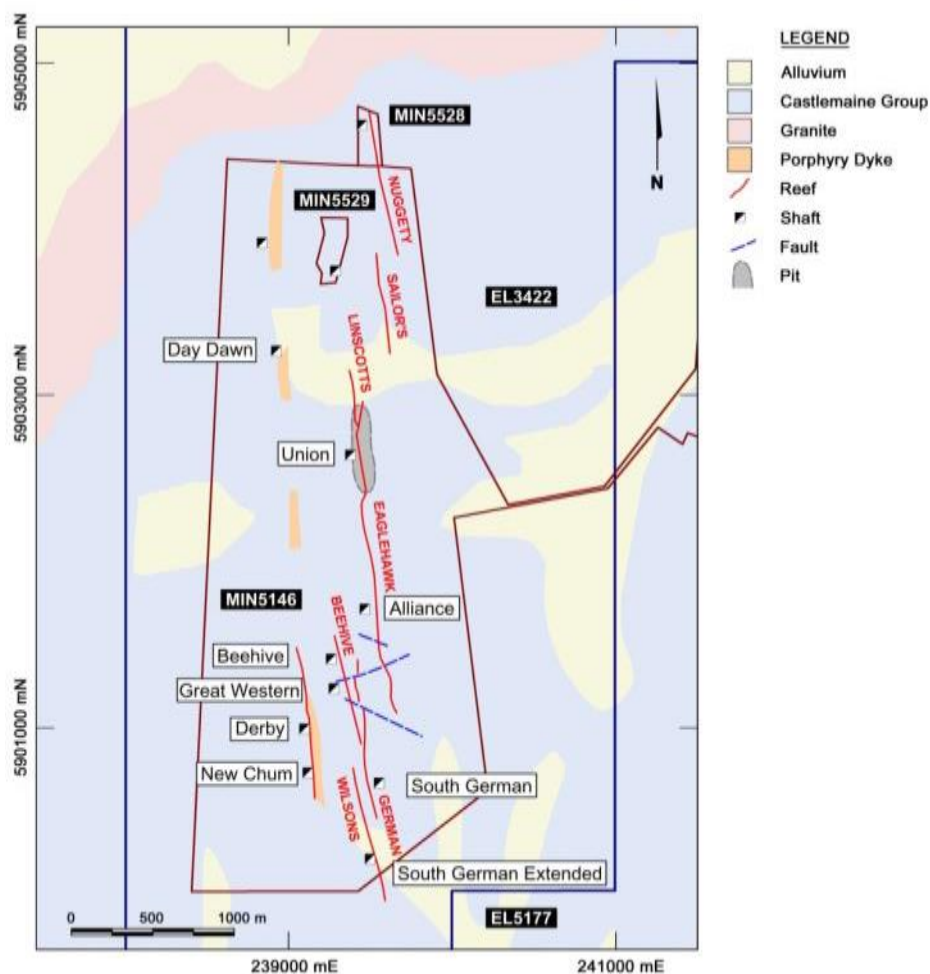 LEGEND
Alluvium
Castlemaine Group
Granite
Porphyry Dyke
Reef
Shaft
Fault
Pit
5905000 mN
5903000 mN
5901000 mN
MIN5528
MIN5529
NUGGETY
EL3422
SAILOR'S
LINSCOTTS
Day Dawn
Union
EAGLEHAWK
MIN5146
Alliance
BEEHIVE
Beehive
Great Western
Derby
New Chum
South German
WILSONS
GERMAN
South German Extended
EL5177
N
0 500 1000 m
239000 mE
241000 mE